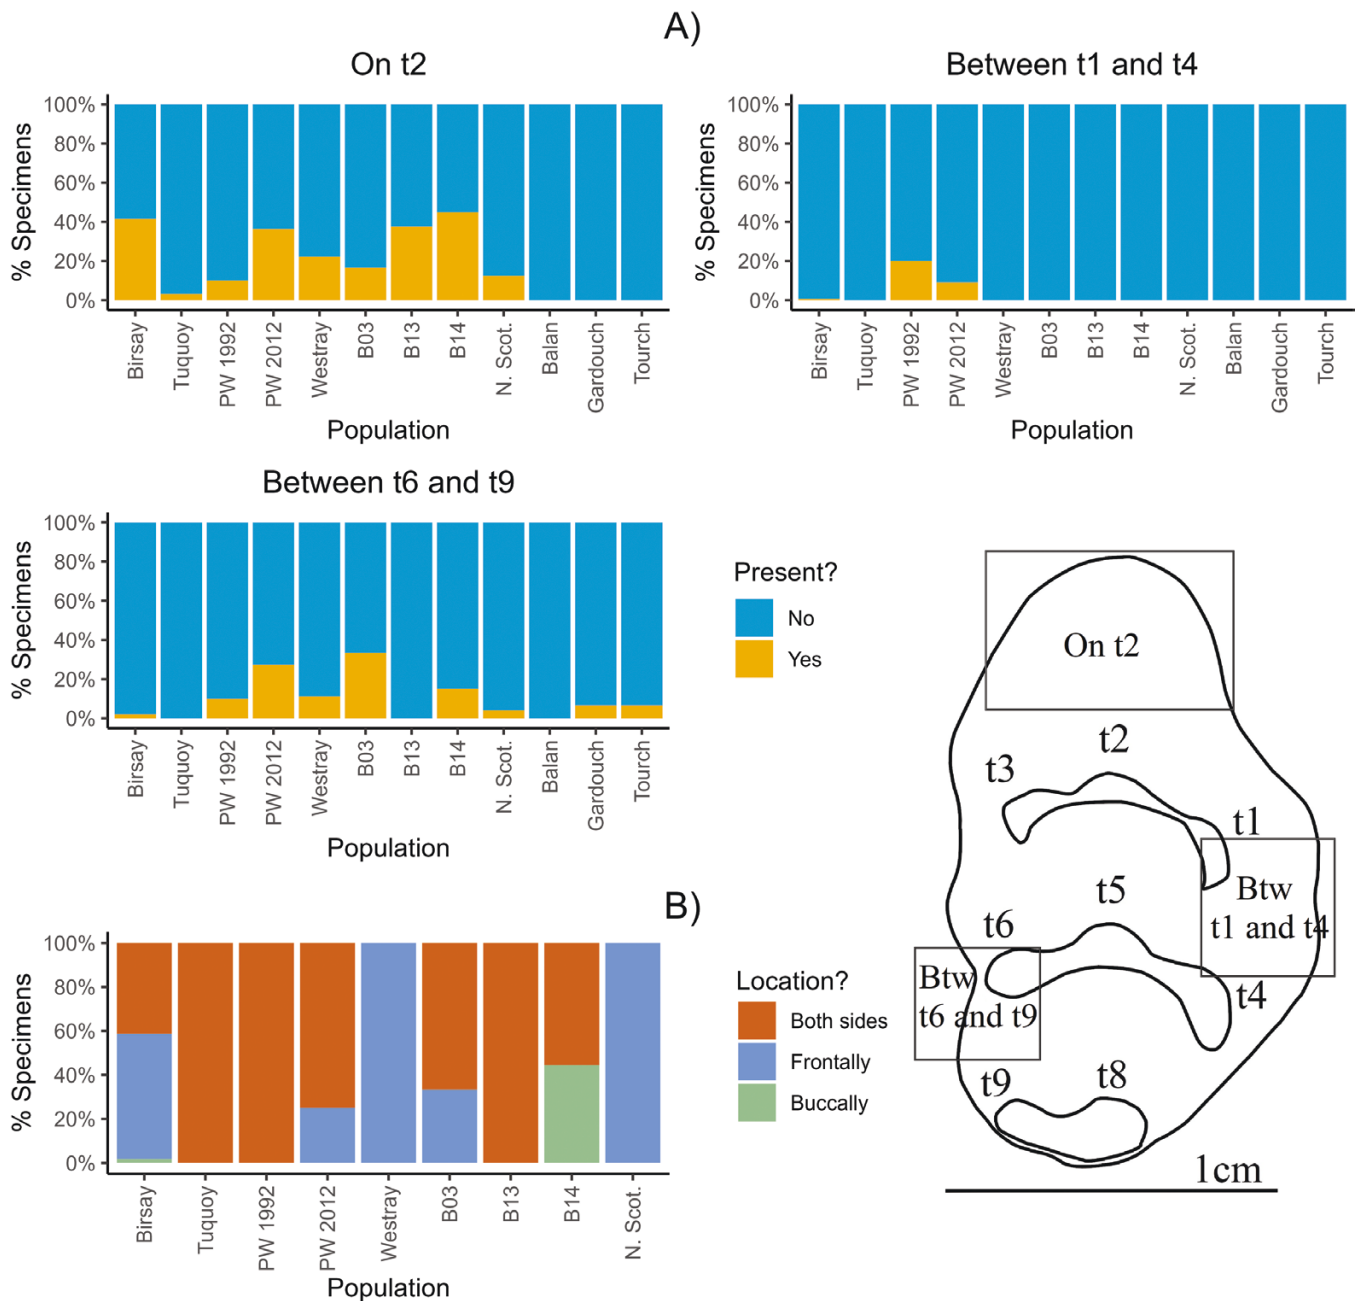 A)
On t2
% Specimens
100%
80%
60%
40%
20%
0%
Birsay
Tuquoy
PW 1992
PW 2012
Westray
B03
B13
B14
N. Scot.
Balan
Gardouch
Tourch
Population
Between t1 and t4
% Specimens
100%
80%
60%
40%
20%
0%
Birsay
Tuquoy
PW 1992
PW 2012
Westray
B03
B13
B14
N. Scot.
Balan
Gardouch
Tourch
Population
Between t6 and t9
% Specimens
100%
80%
60%
40%
20%
0%
Birsay
Tuquoy
PW 1992
PW 2012
Westray
B03
B13
B14
N. Scot.
Balan
Gardouch
Tourch
Population
Present?
No
Yes
On t2
t2
t3
t1
Btw
t1 and t4
t5
t6
Btw
t6 and t9
t4
t9
t8
1cm
B)
% Specimens
100%
80%
60%
40%
20%
0%
Birsay
Tuquoy
PW 1992
PW 2012
Westray
B03
B13
B14
N. Scot.
Population
Location?
Both sides
Frontally
Buccally